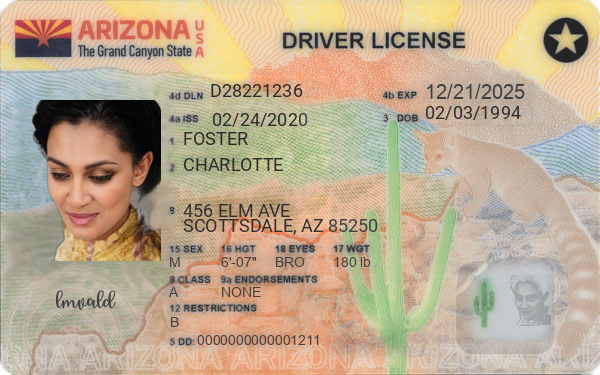 ARIZONA USA
The Grand Canyon State
DRIVER LICENSE
4d DLN D28221236
4b EXP 12/21/2025
4a ISS 02/24/2020
3 DOB 02/03/1994
1 FOSTER
2 CHARLOTTE
8 456 ELM AVE
SCOTTSDALE, AZ 85250
15 SEX 16 HGT 18 EYES 17 WGT
M 6'-07" BRO 180 lb
9 CLASS 9a ENDORSEMENTS
A NONE
12 RESTRICTIONS
B
lmvald
5 DD: 0000000000001211
ONA ARIZONA ARIZONA ARIZONA ARIZON